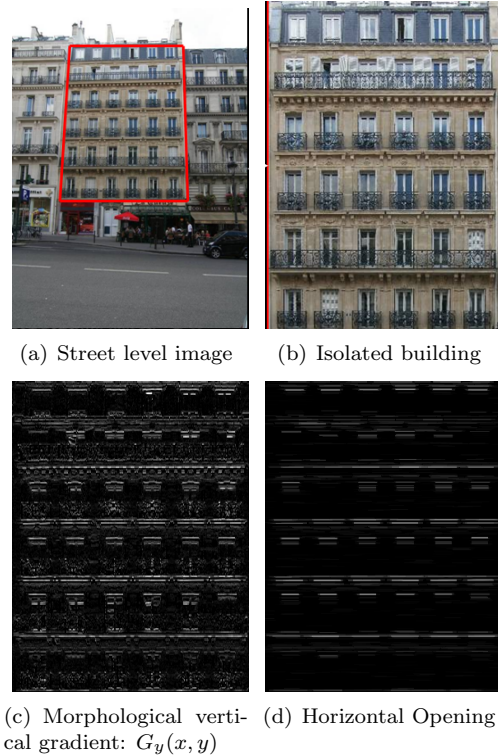 (a) Street level image
(b) Isolated building
(c) Morphological verti-
cal gradient: G_y(x, y)
(d) Horizontal Opening